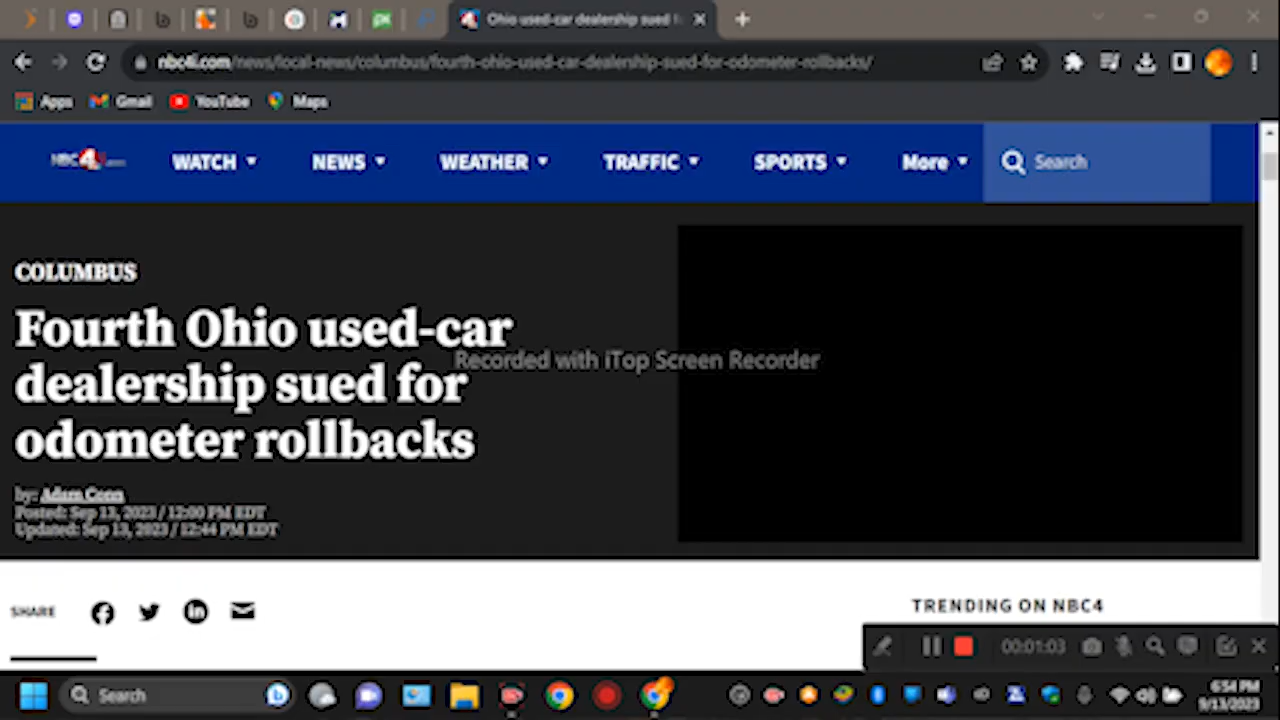 Ohio used-car dealership sued f
nbc4i.com/news/local-news/columbus/fourth-ohio-used-car-dealership-sued-for-odometer-rollbacks/
Apps Gmail YouTube Maps
NBC4i WATCH NEWS WEATHER TRAFFIC SPORTS More Search
COLUMBUS
Fourth Ohio used-car
dealership sued for
odometer rollbacks
Recorded with iTop Screen Recorder
by: Adam Conn
Posted: Sep 13, 2023 / 12:00 PM EDT
Updated: Sep 13, 2023 / 12:44 PM EDT
SHARE
TRENDING ON NBC4
00:01:03
Search
6:54 PM
9/13/2023